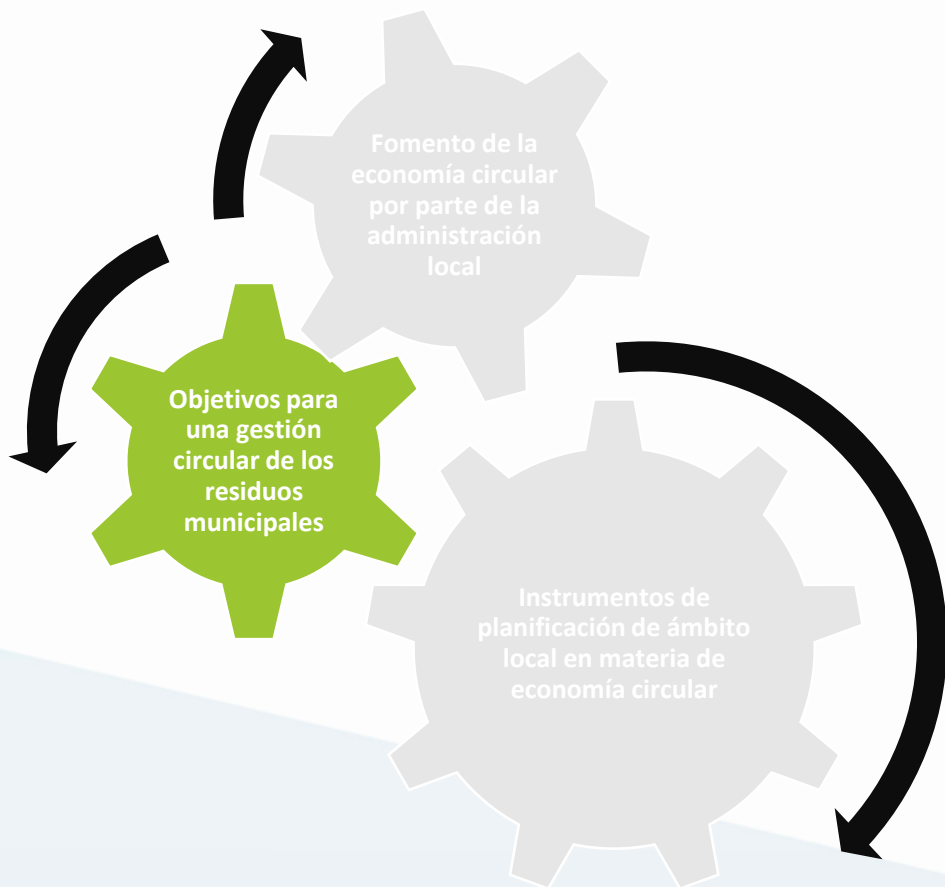 Fomento de la
economía circular
por parte de la
administración
local
Objetivos para
una gestión
circular de los
residuos
municipales
Instrumentos de
planificación de ámbito
local en materia de
economía circular